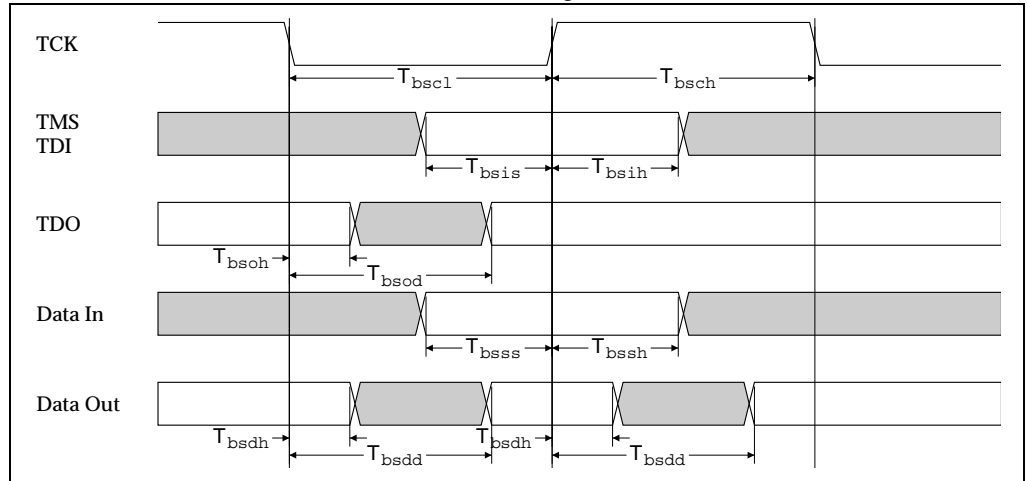 TCK
Tbscl
Tbsch
TMS
TDI
Tbsis
Tbsih
TDO
Tbsoh
Tbsod
Data In
Tbsss
Tbssh
Data Out
Tbsdh
Tbsdd
Tbsdh
Tbsdd